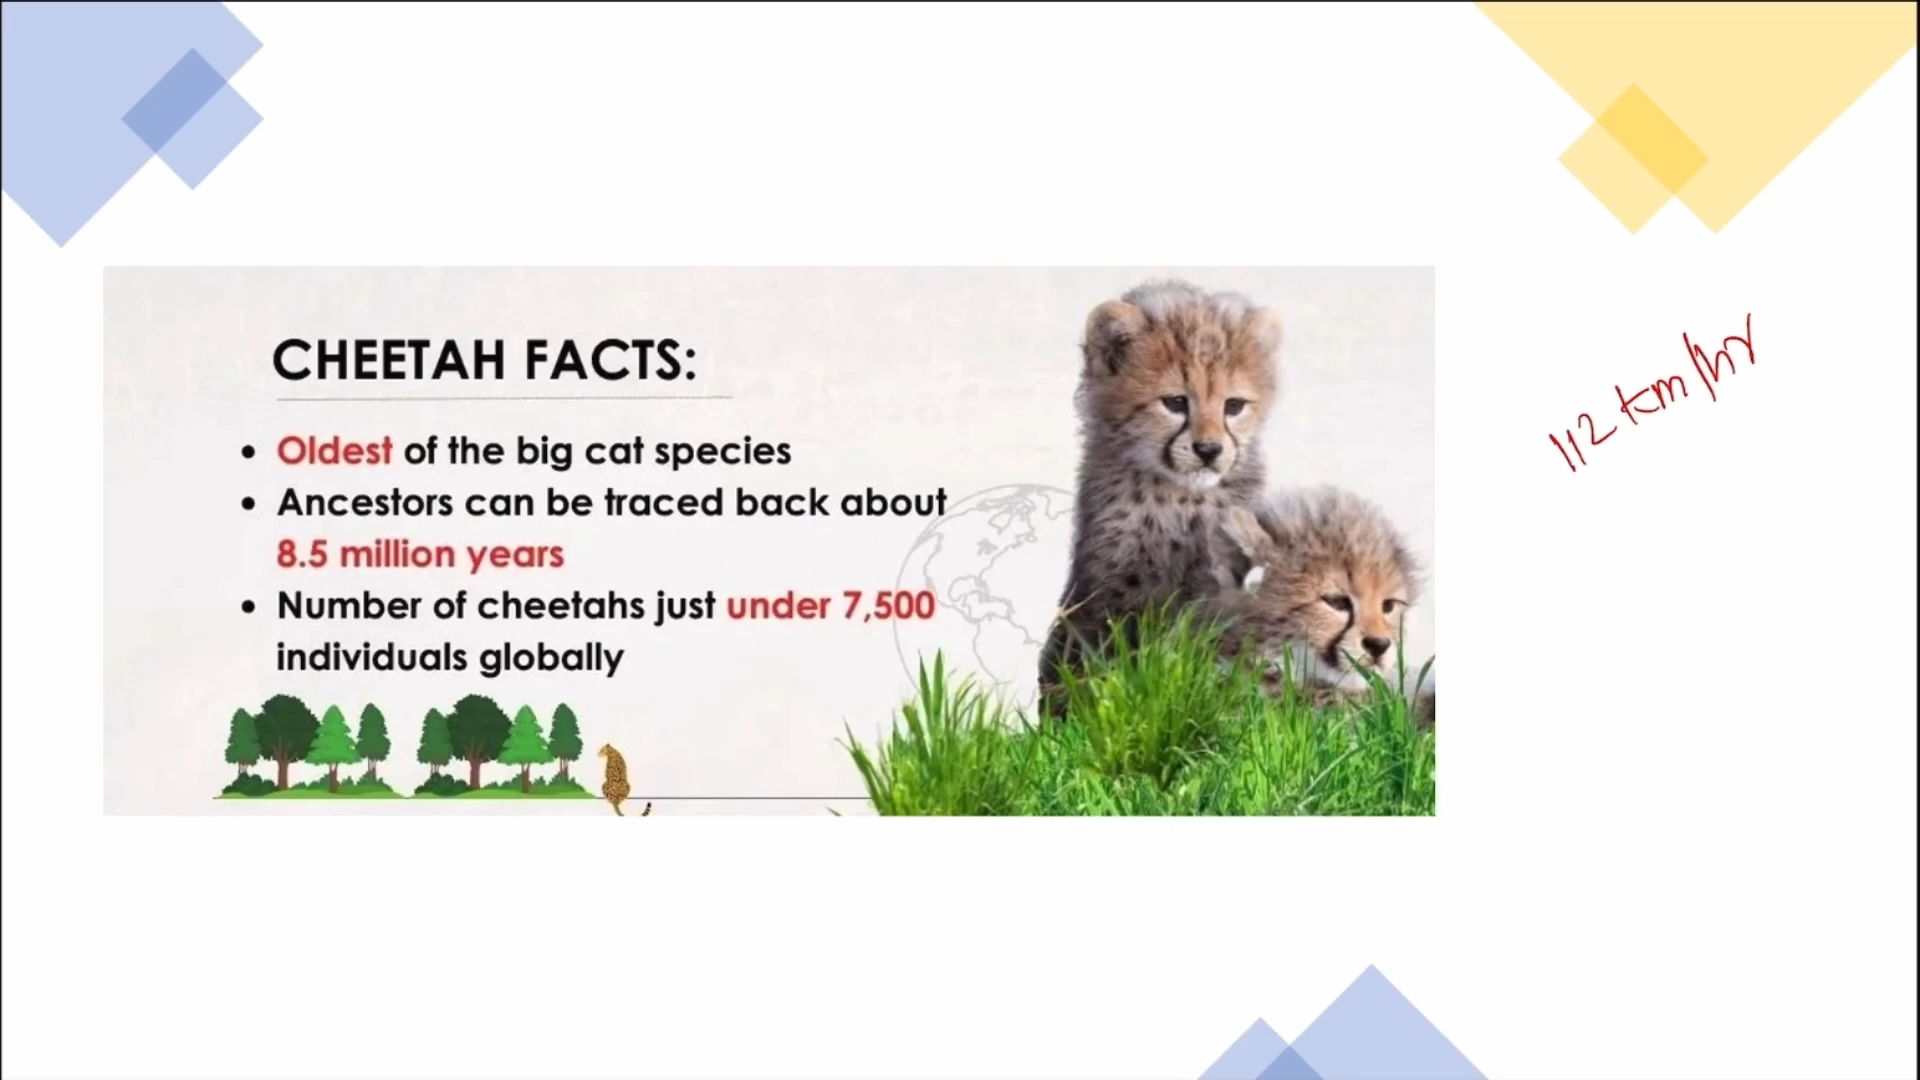 CHEETAH FACTS:
• Oldest of the big cat species
• Ancestors can be traced back about
8.5 million years
• Number of cheetahs just under 7,500
individuals globally
112 km/hr